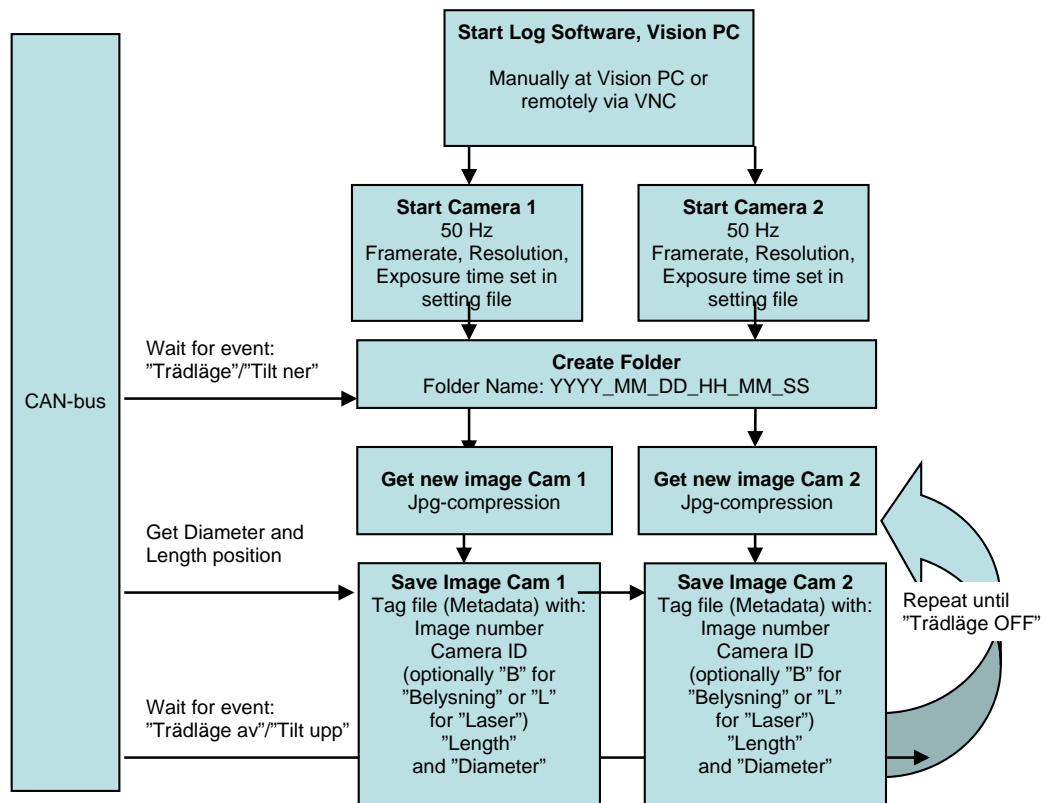 Start Log Software, Vision PC
Manually at Vision PC or
remotely via VNC
Start Camera 1
50 Hz
Framerate, Resolution,
Exposure time set in
setting file
Start Camera 2
50 Hz
Framerate, Resolution,
Exposure time set in
setting file
CAN-bus
Wait for event:
”Trädläge”/”Tilt ner”
Create Folder
Folder Name: YYYY_MM_DD_HH_MM_SS
Get new image Cam 1
Jpg-compression
Get new image Cam 2
Jpg-compression
Get Diameter and
Length position
Save Image Cam 1
Tag file (Metadata) with:
Image number
Camera ID
(optionally ”B” for
”Belysning” or ”L”
for ”Laser”)
”Length”
and ”Diameter”
Save Image Cam 2
Tag file (Metadata) with:
Image number
Camera ID
(optionally ”B” for
”Belysning” or ”L”
for ”Laser”)
”Length”
and ”Diameter”
Repeat until
”Trädläge OFF”
Wait for event:
”Trädläge av”/”Tilt upp”